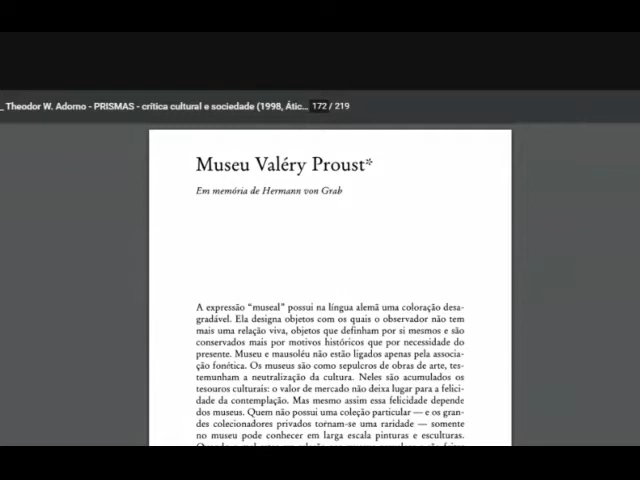 _ Theodor W. Adorno - PRISMAS - crítica cultural e sociedade (1998, Átic... 172 / 219
Museu Valéry Proust*
Em memória de Hermann von Grab
A expressão "museal" possui na língua alemã uma coloração desa-
gradável. Ela designa objetos com os quais o observador não tem
mais uma relação viva, objetos que definham por si mesmos e são
conservados mais por motivos históricos que por necessidade do
presente. Museu e mausoléu não estão ligados apenas pela associa-
ção fonética. Os museus são como sepulcros de obras de arte, tes-
temunham a neutralização da cultura. Neles são acumulados os
tesouros culturais: o valor de mercado não deixa lugar para a felici-
dade da contemplação. Mas mesmo assim essa felicidade depende
dos museus. Quem não possui uma coleção particular — e os gran-
des colecionadores privados tornam-se uma raridade — somente
no museu pode conhecer em larga escala pinturas e esculturas.